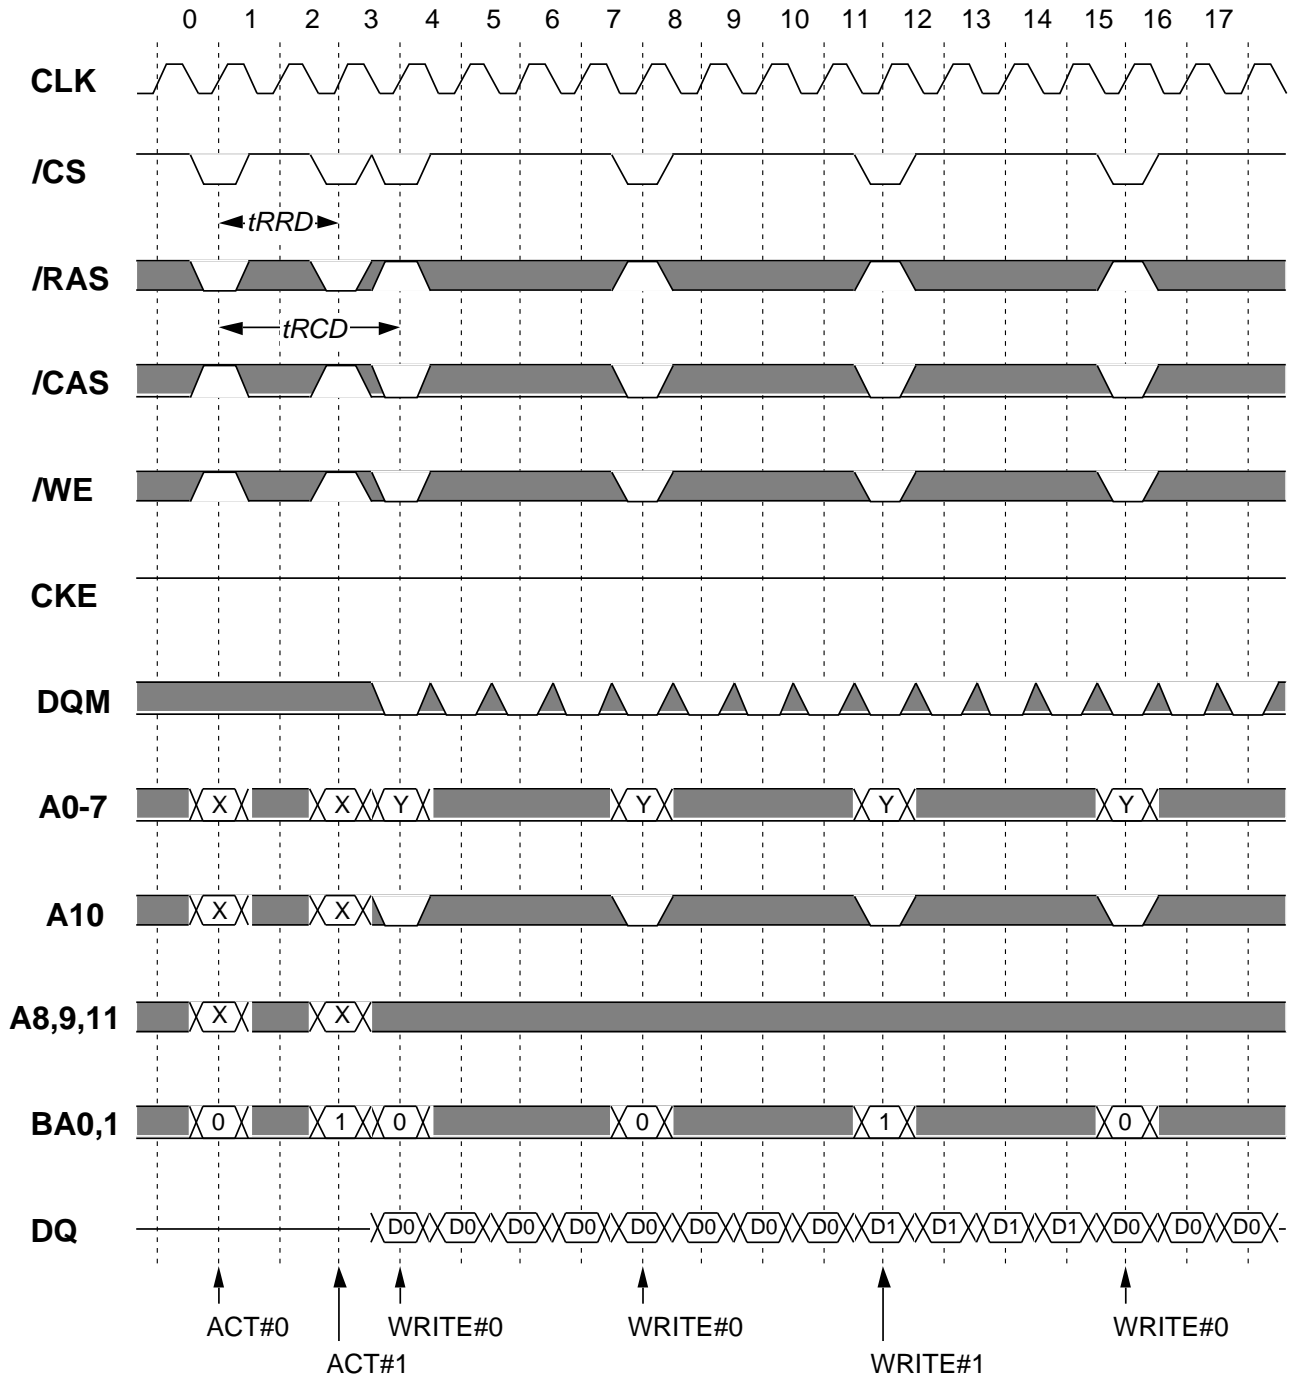 0 1 2 3 4 5 6 7 8 9 10 11 12 13 14 15 16 17
CLK
/CS
tRRD
/RAS
tRCD
/CAS
/WE
CKE
DQM
A0-7 X X Y Y Y Y
A10 X X
A8,9,11 X X
BA0,1 0 1 0 0 1 0
DQ D0 D0 D0 D0 D0 D0 D0 D0 D1 D1 D1 D1 D0 D0 D0
ACT#0 WRITE#0 WRITE#0 WRITE#0
ACT#1 WRITE#1